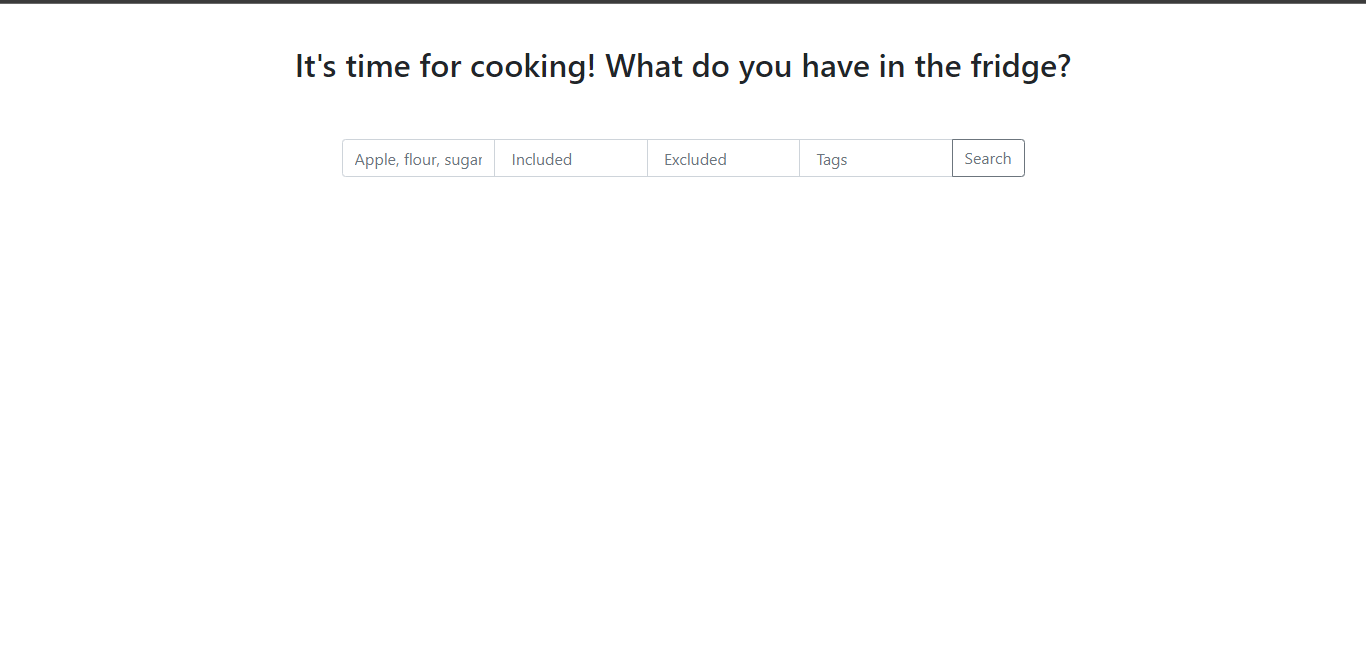 It's time for cooking! What do you have in the fridge?
Apple, flour, sugar Included Excluded Tags Search